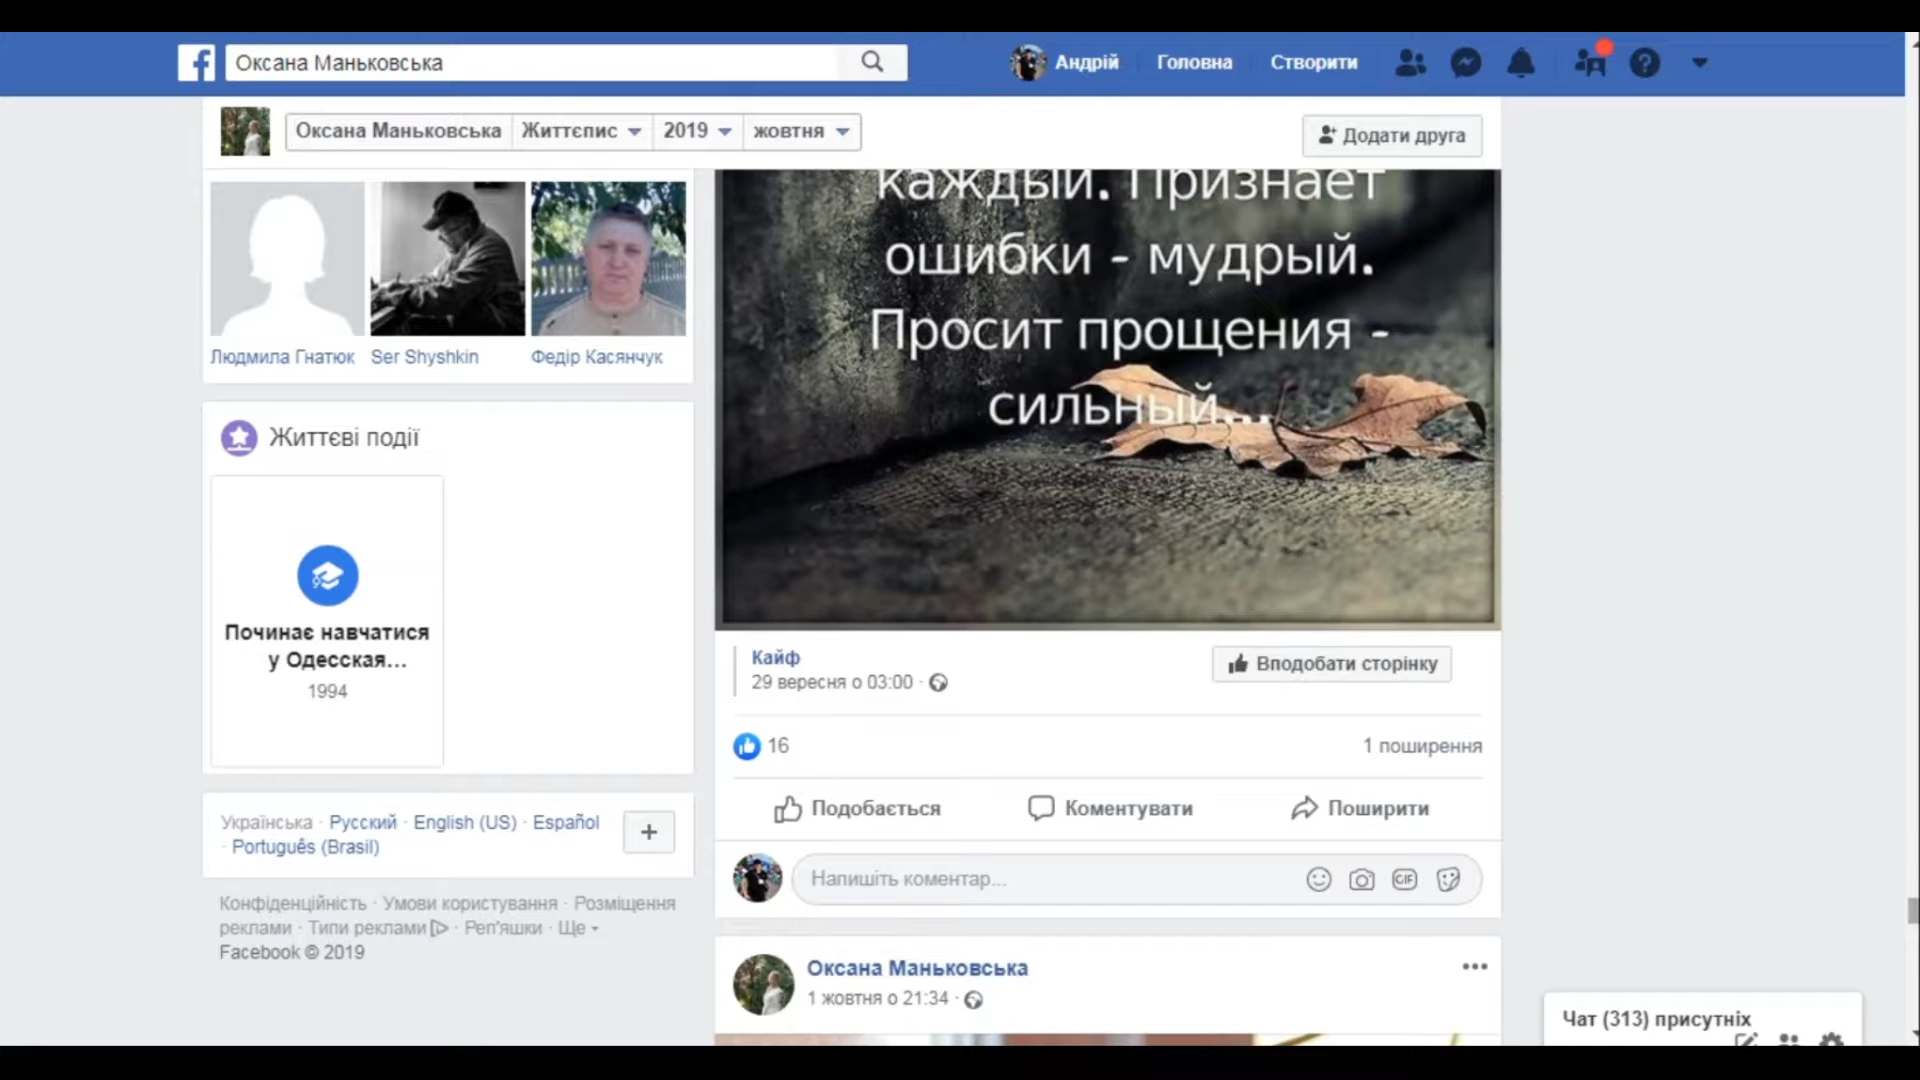 Оксана Маньковська
Андрій
Головна
Створити
Оксана Маньковська
Життєпис
2019
жовтня
Додати друга
Людмила Гнатюк
Ser Shyshkin
Федір Касянчук
Життєві події
Починає навчатися
у Одесская...
1994
Українська · Русский · English (US) · Español
· Português (Brasil)
Конфіденційність · Умови користування · Розміщення
реклами · Типи реклами · Реп'яшки · Ще
Facebook © 2019
каждый. Признает
ошибки - мудрый.
Просит прощения -
сильный...
Кайф
29 вересня о 03:00 ·
Вподобати сторінку
16
1 поширення
Подобається
Коментувати
Поширити
Напишіть коментар...
GIF
Оксана Маньковська
1 жовтня о 21:34 ·
Чат (313) присутніх